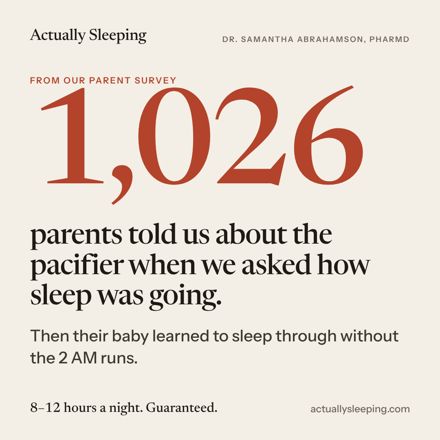 Actually Sleeping
DR. SAMANTHA ABRAHAMSON, PHARMD
FROM OUR PARENT SURVEY
1,026
parents told us about the
pacifier when we asked how
sleep was going.
Then their baby learned to sleep through without
the 2 AM runs.
8–12 hours a night. Guaranteed.
actuallysleeping.com